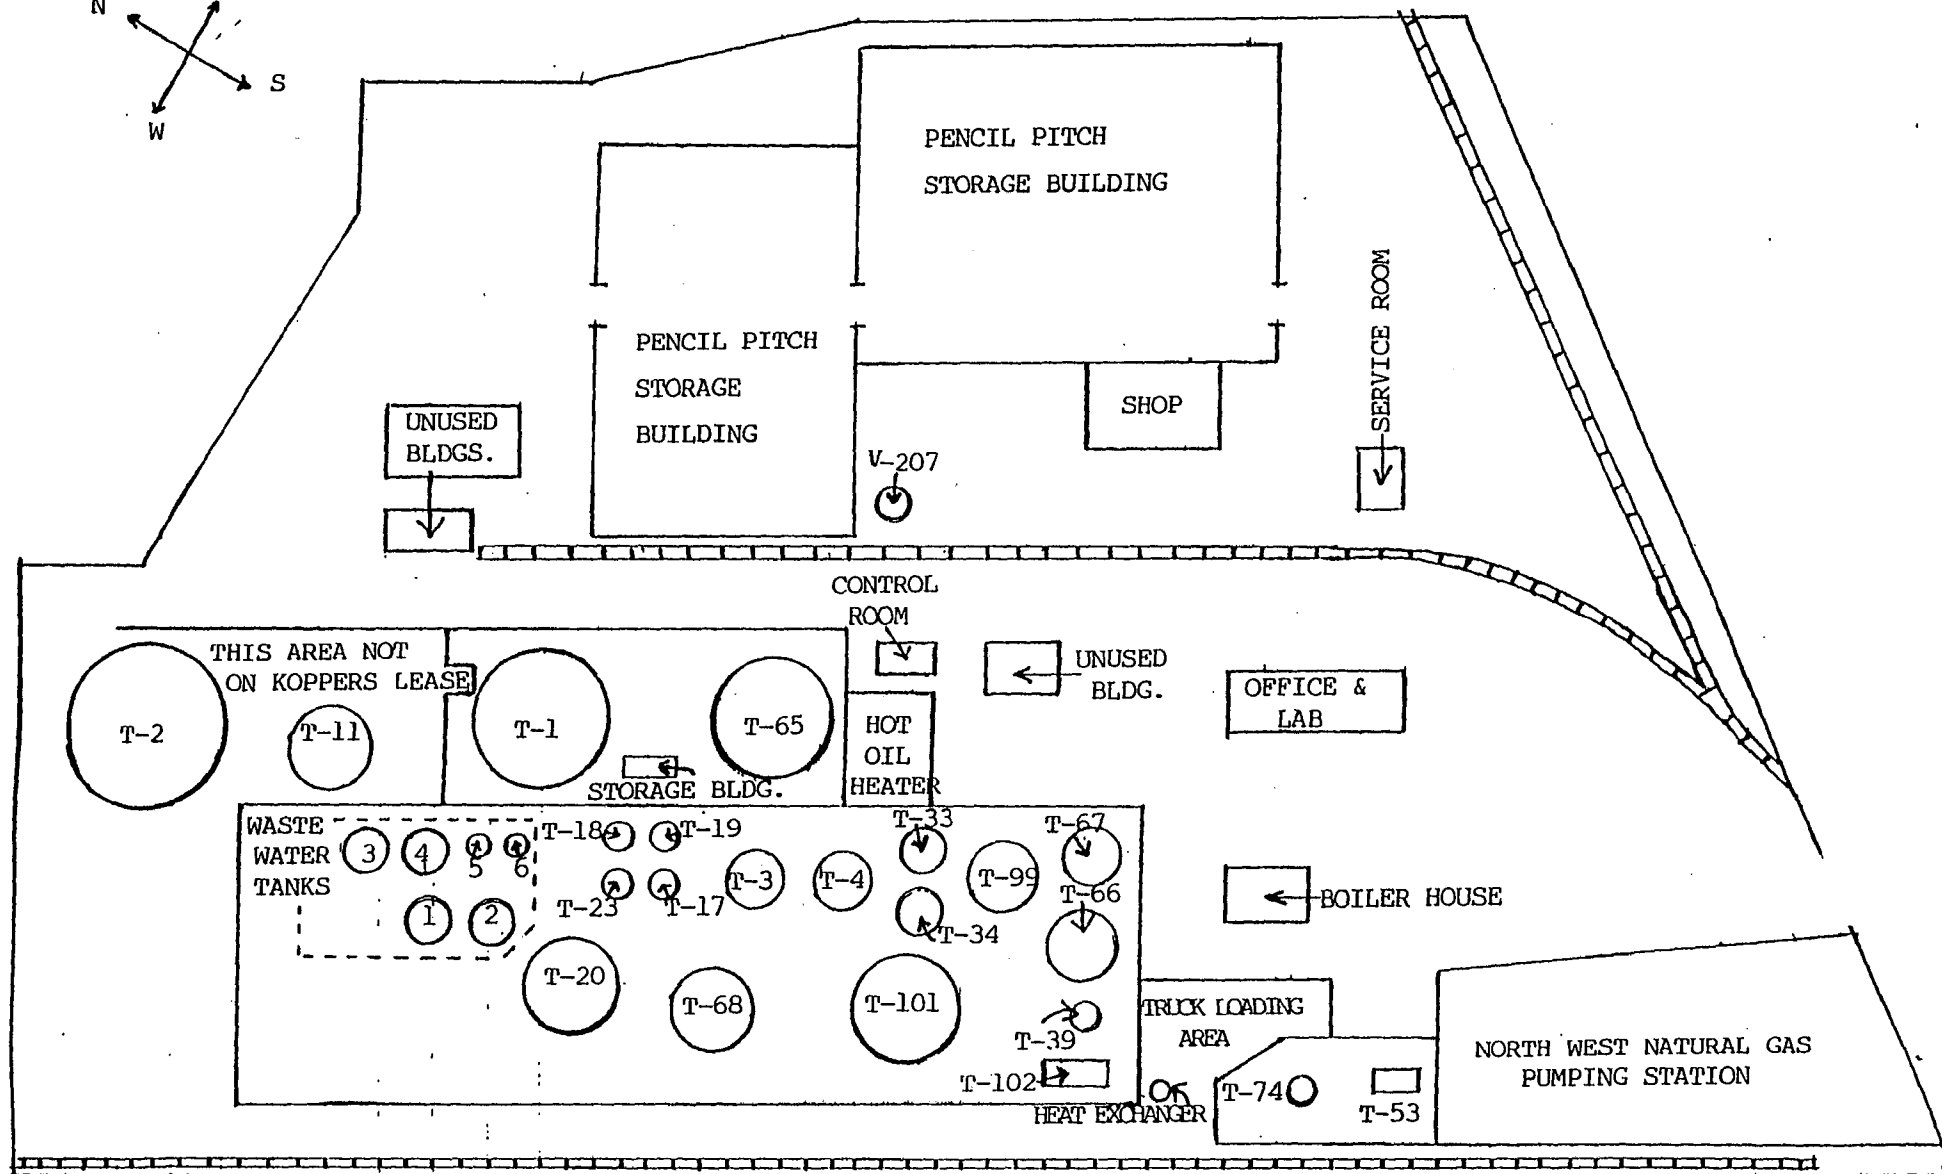 N
S
W
PENCIL PITCH
STORAGE BUILDING
SERVICE ROOM
PENCIL PITCH
STORAGE
BUILDING
SHOP
UNUSED
BLDGS.
V-207
CONTROL
ROOM
THIS AREA NOT
ON KOPPERS LEASE
UNUSED
BLDG.
OFFICE &
LAB
T-2
T-11
T-1
T-65
HOT
OIL
HEATER
STORAGE BLDG.
WASTE
WATER
TANKS
3
4
5
6
1
2
T-18
T-19
T-23
T-17
T-3
T-4
T-33
T-34
T-99
T-67
T-66
BOILER HOUSE
T-20
T-68
T-101
T-39
T-102
TRUCK LOADING
AREA
HEAT EXCHANGER
T-74
T-53
NORTH WEST NATURAL GAS
PUMPING STATION